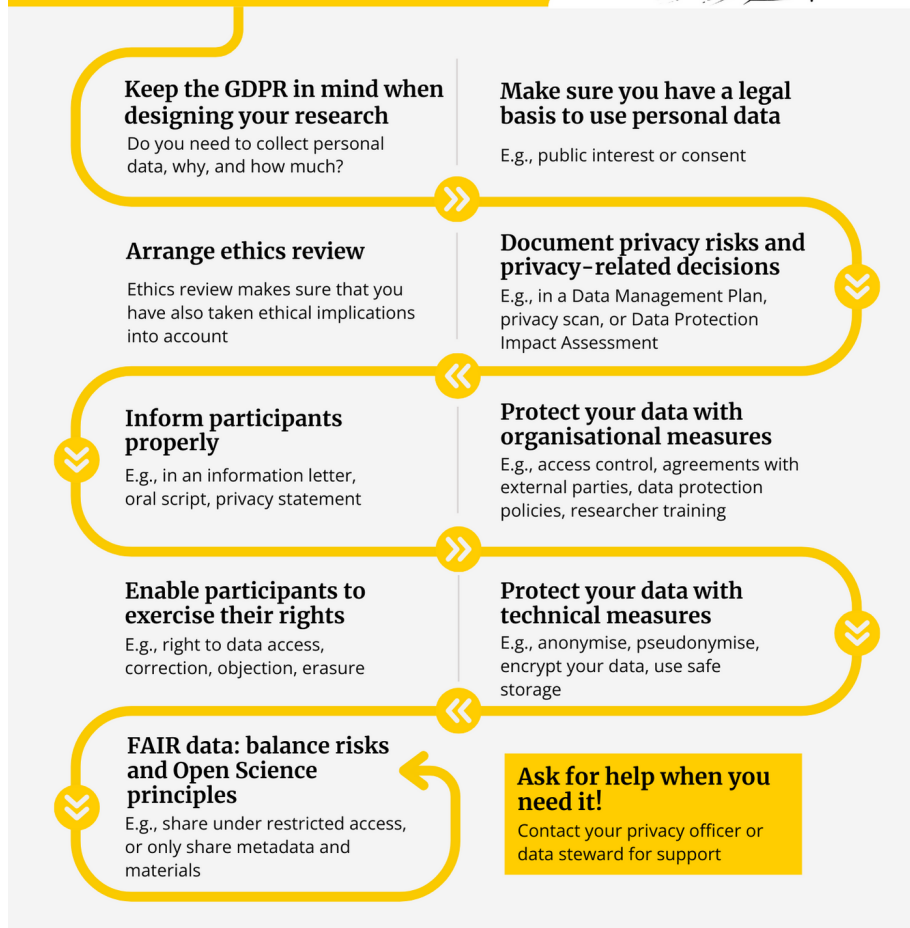 Keep the GDPR in mind when
designing your research
Do you need to collect personal
data, why, and how much?
Make sure you have a legal
basis to use personal data
E.g., public interest or consent
Document privacy risks and
privacy-related decisions
E.g., in a Data Management Plan,
privacy scan, or Data Protection
Impact Assessment
Arrange ethics review
Ethics review makes sure that you
have also taken ethical implications
into account
Inform participants
properly
E.g., in an information letter,
oral script, privacy statement
Protect your data with
organisational measures
E.g., access control, agreements with
external parties, data protection
policies, researcher training
Protect your data with
technical measures
E.g., anonymise, pseudonymise,
encrypt your data, use safe
storage
Enable participants to
exercise their rights
E.g., right to data access,
correction, objection, erasure
FAIR data: balance risks
and Open Science
principles
E.g., share under restricted access,
or only share metadata and
materials
Ask for help when you
need it!
Contact your privacy officer or
data steward for support